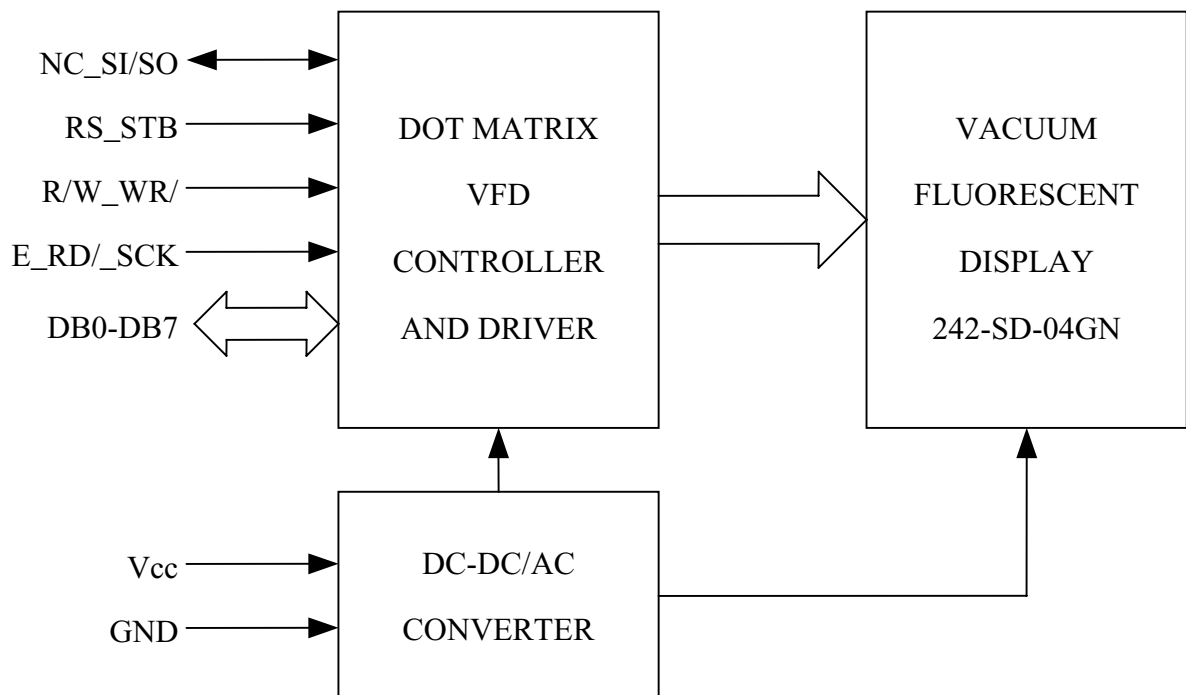 NC_SI/SO
RS_STB
R/W_WR/
E_RD/_SCK
DB0-DB7
DOT MATRIX
VFD
CONTROLLER
AND DRIVER
VACUUM
FLUORESCENT
DISPLAY
242-SD-04GN
Vcc
GND
DC-DC/AC
CONVERTER